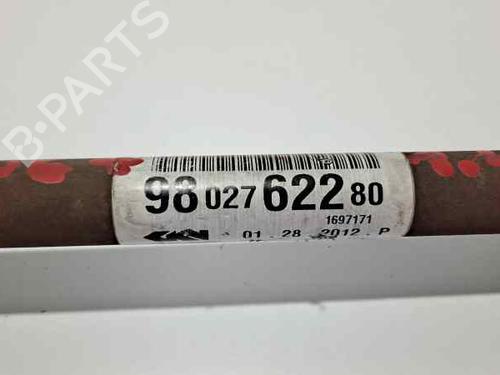 B-PARTS
98 027 622 80
1697171
GKN 01 - 28 - 2012 - P